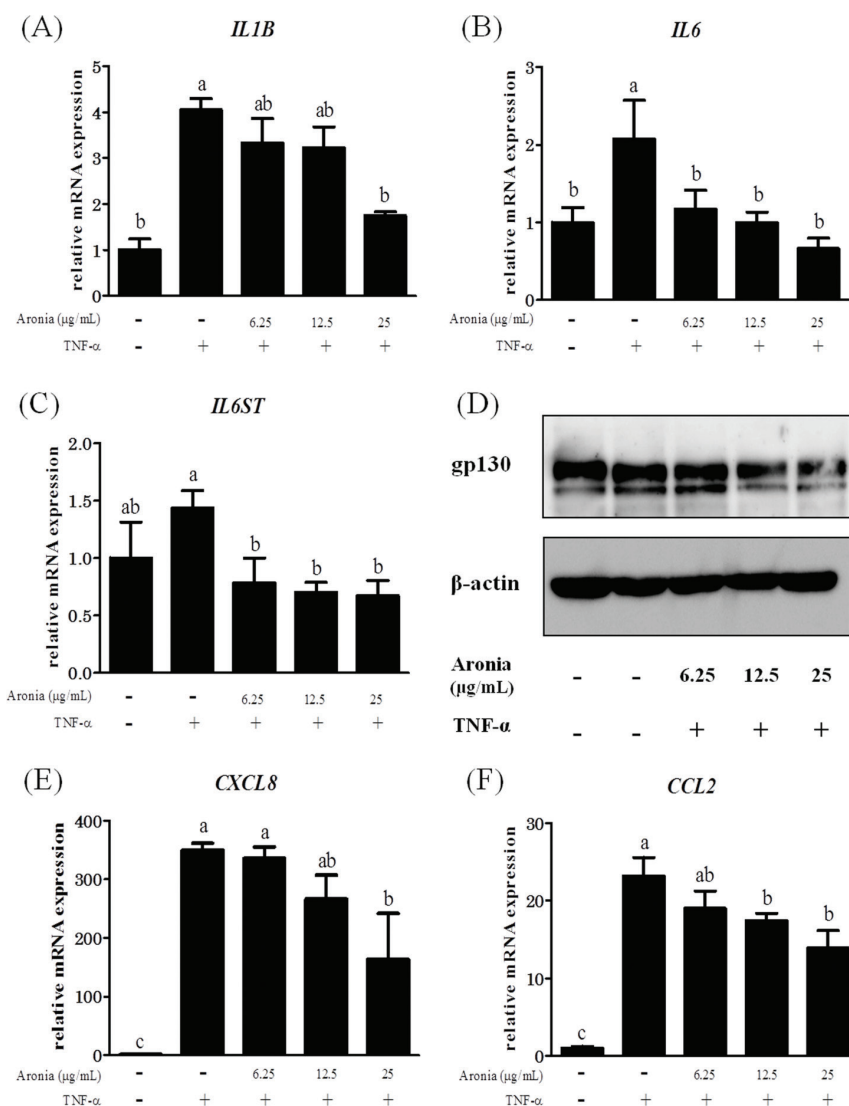 (A)
IL1B
relative mRNA expression
5
4
3
2
1
0
b
a
ab
ab
b
Aronia (µg/mL) - - 6.25 12.5 25
TNF-α - + + + +
(B)
IL6
relative mRNA expression
3
2
1
0
b
a
b
b
b
Aronia (µg/mL) - - 6.25 12.5 25
TNF-α - + + + +
(C)
IL6ST
relative mRNA expression
2.0
1.5
1.0
0.5
0.0
ab
a
b
b
b
Aronia (µg/mL) - - 6.25 12.5 25
TNF-α - + + + +
(D)
gp130
β-actin
Aronia - - 6.25 12.5 25
(µg/mL)
TNF-α - - + + +
(E)
CXCL8
relative mRNA expression
400
300
200
100
0
c
a
a
ab
b
Aronia (µg/mL) - - 6.25 12.5 25
TNF-α - + + + +
(F)
CCL2
relative mRNA expression
30
20
10
0
c
a
ab
b
b
Aronia (µg/mL) - - 6.25 12.5 25
TNF-α - + + + +